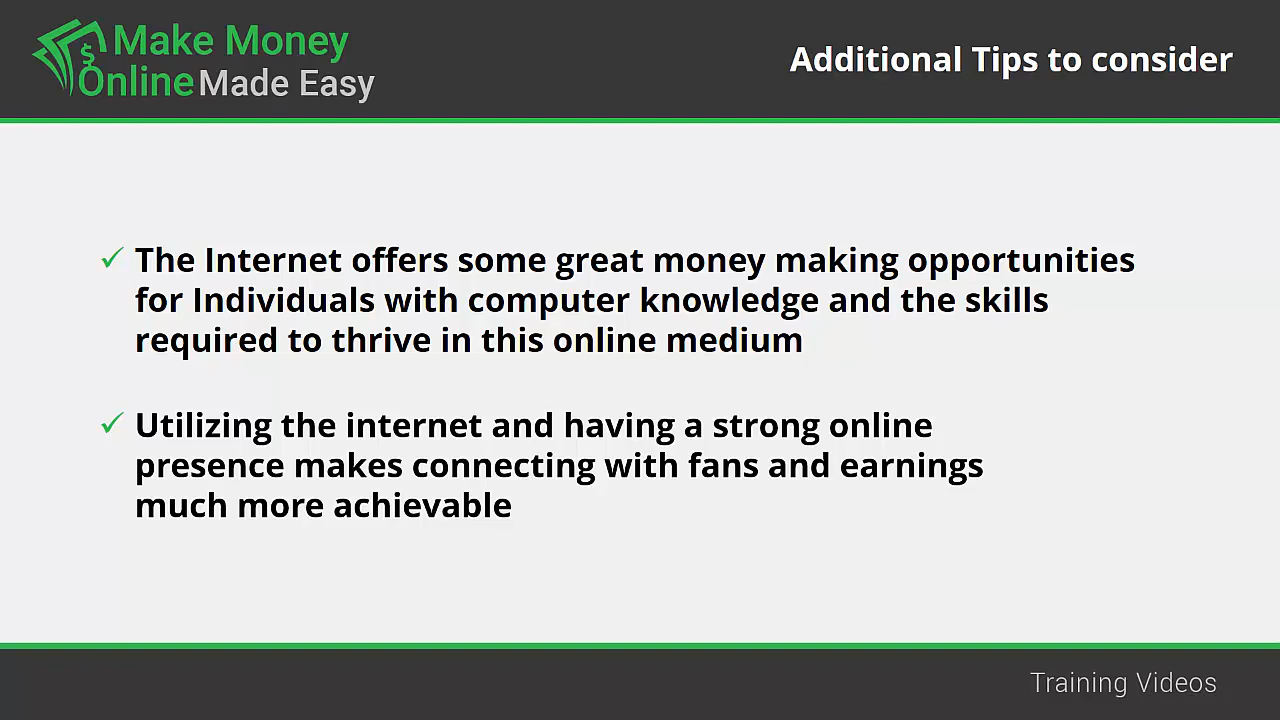 Make Money
Online Made Easy
Additional Tips to consider
✓ The Internet offers some great money making opportunities
for Individuals with computer knowledge and the skills
required to thrive in this online medium
✓ Utilizing the internet and having a strong online
presence makes connecting with fans and earnings
much more achievable
Training Videos